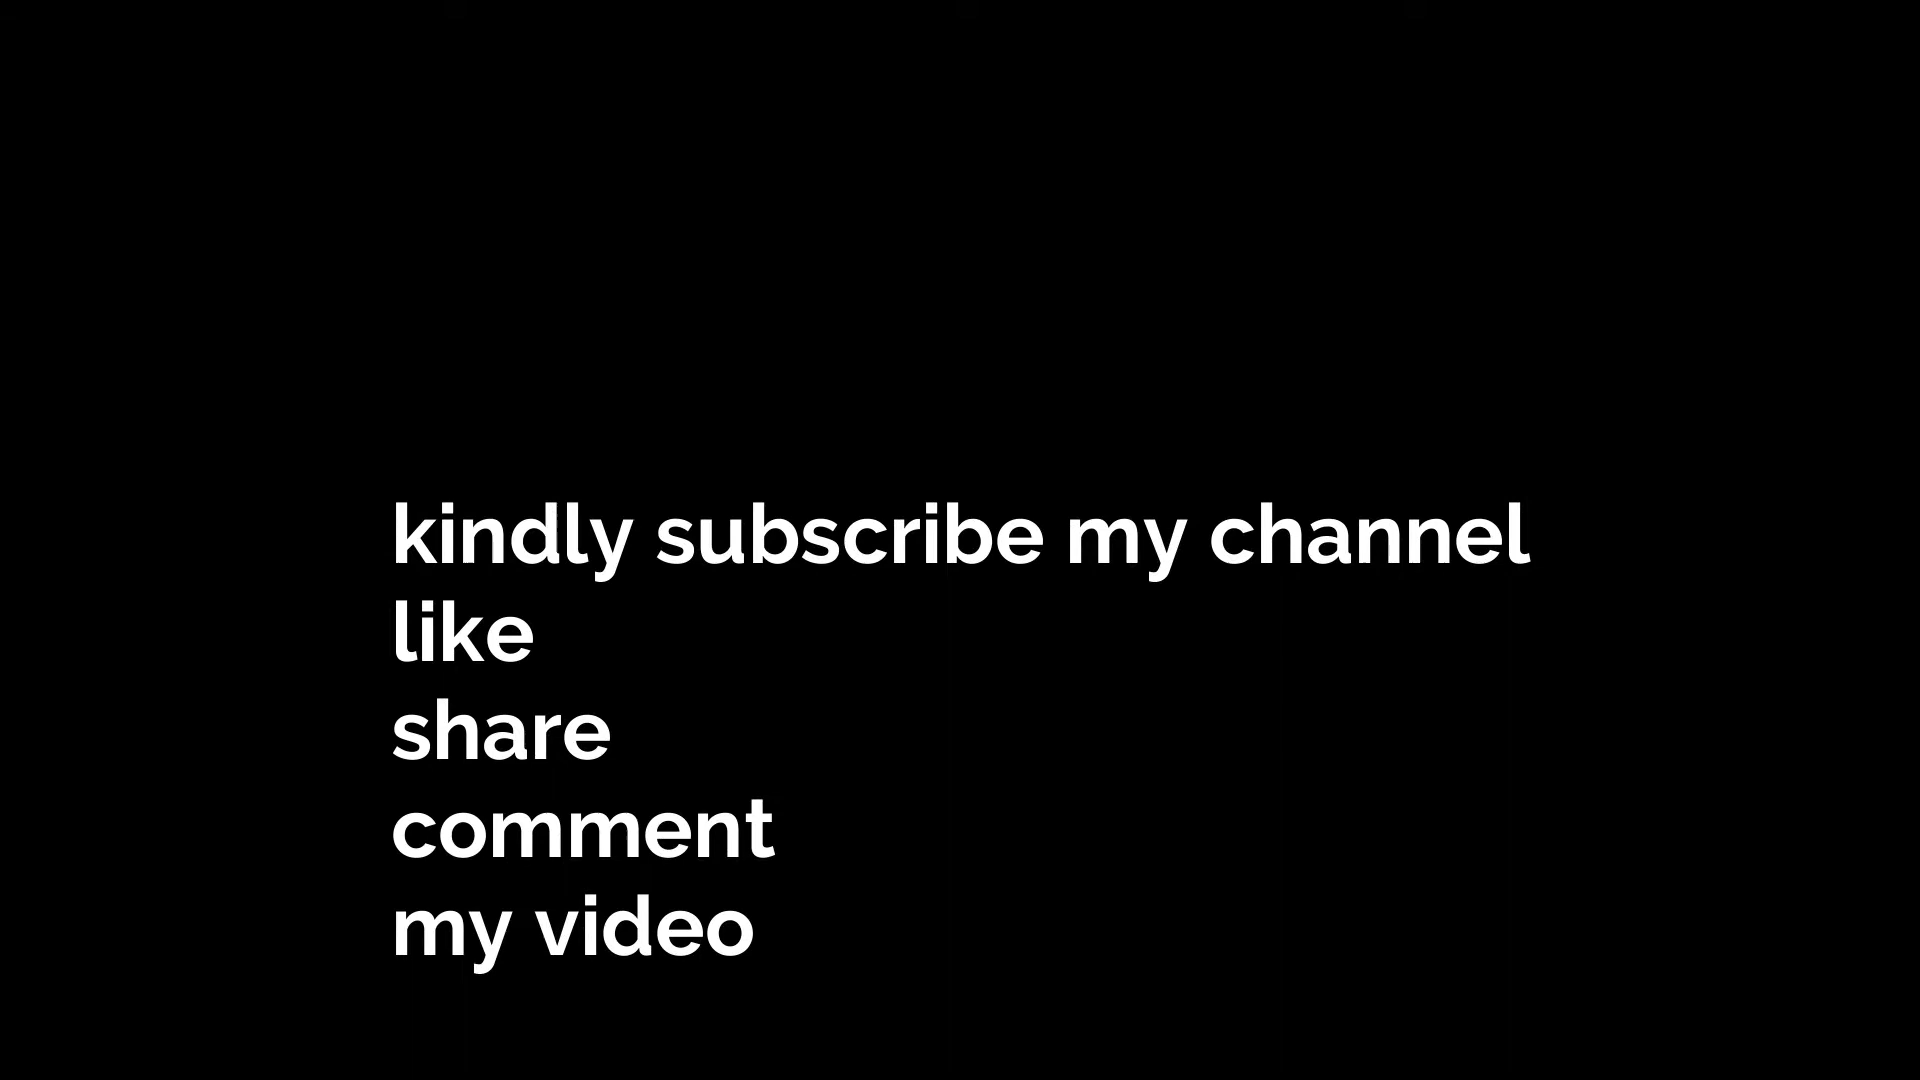 kindly subscribe my channel
like
share
comment
my video